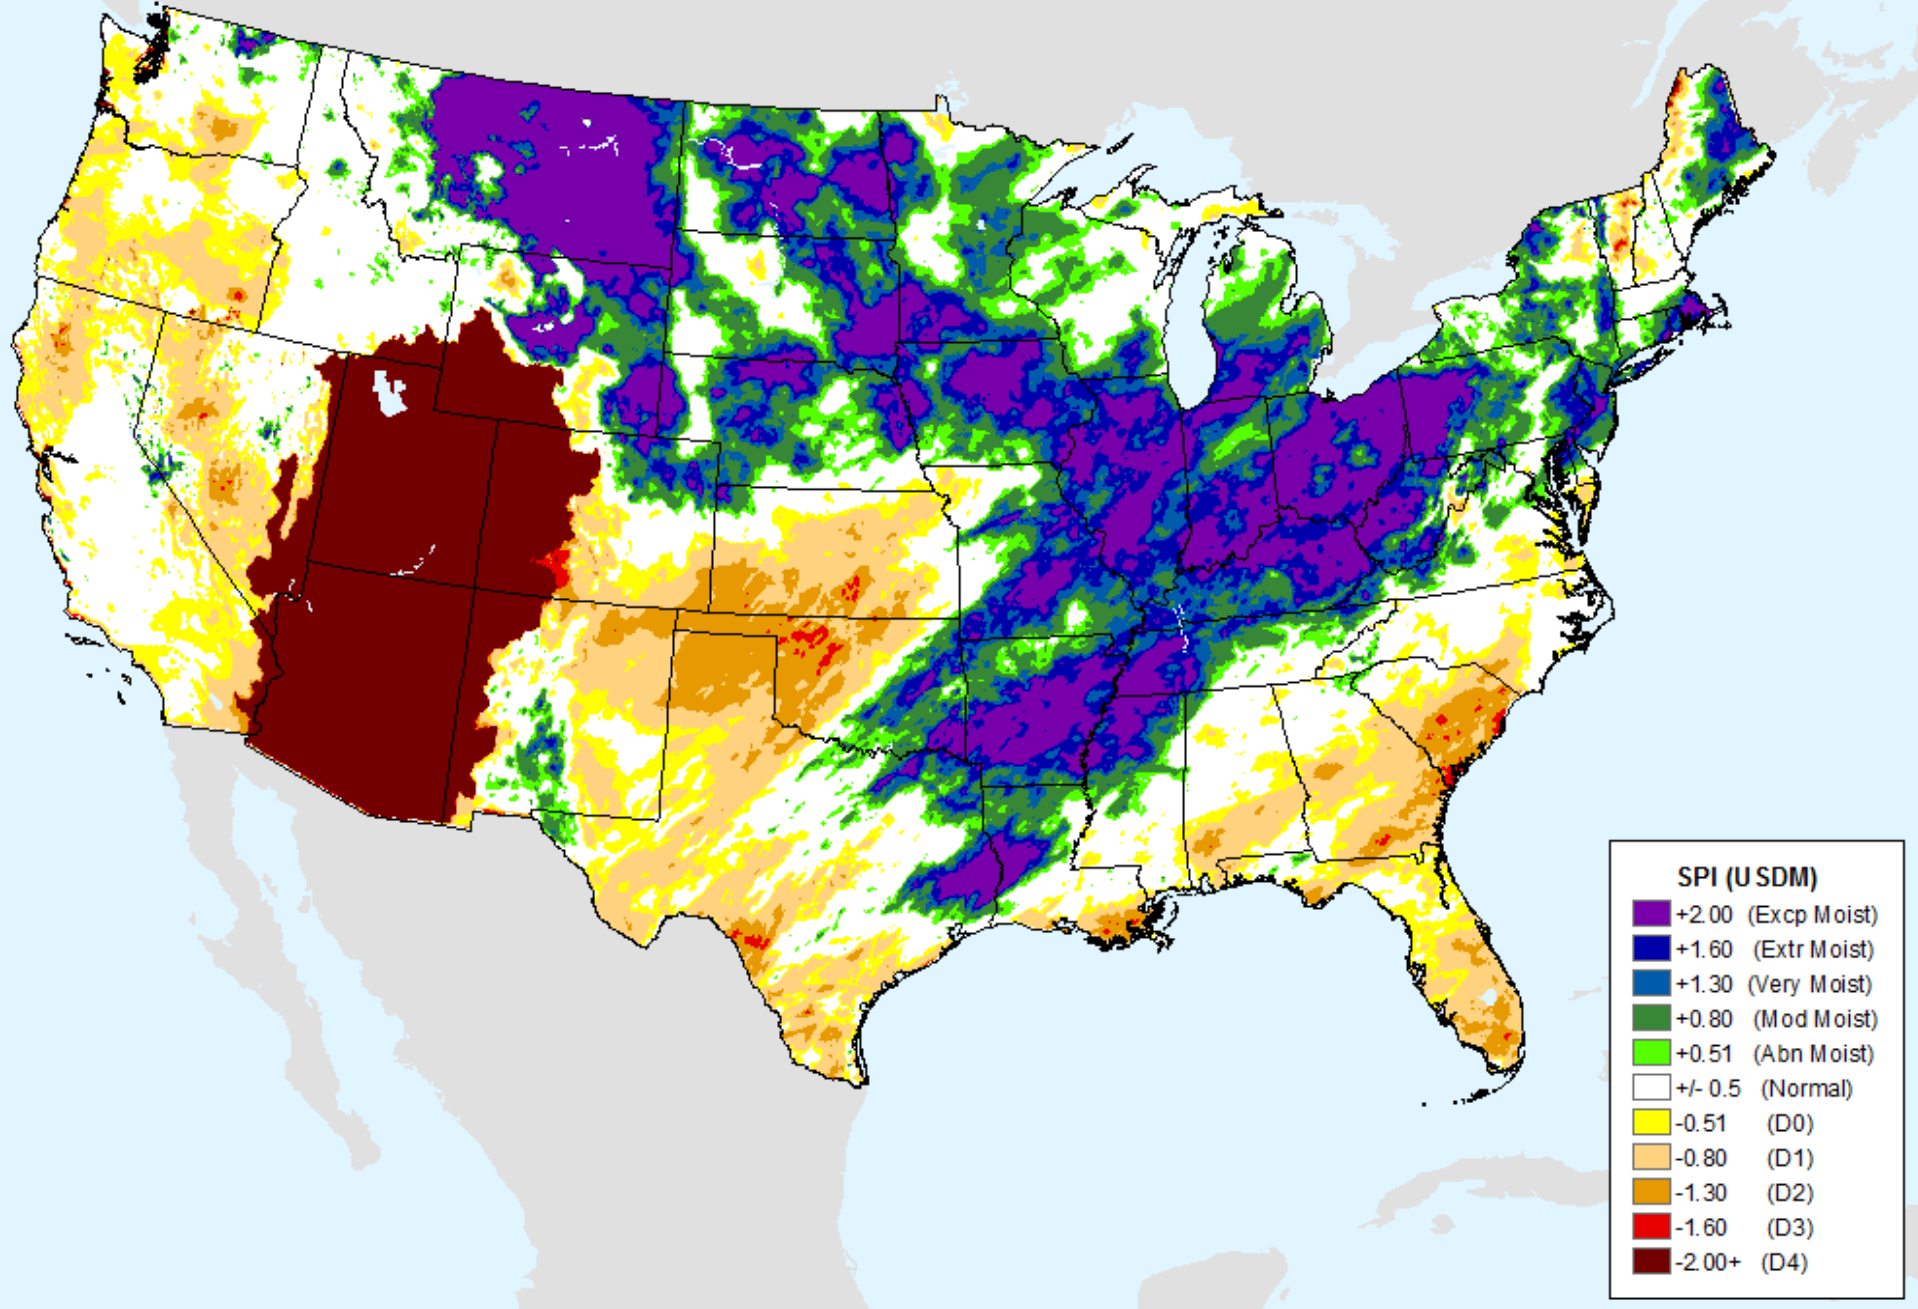 SPI (USDM)
+2.00 (Excp Moist)
+1.60 (Extr Moist)
+1.30 (Very Moist)
+0.80 (Mod Moist)
+0.51 (Abn Moist)
+/- 0.5 (Normal)
-0.51 (D0)
-0.80 (D1)
-1.30 (D2)
-1.60 (D3)
-2.00+ (D4)